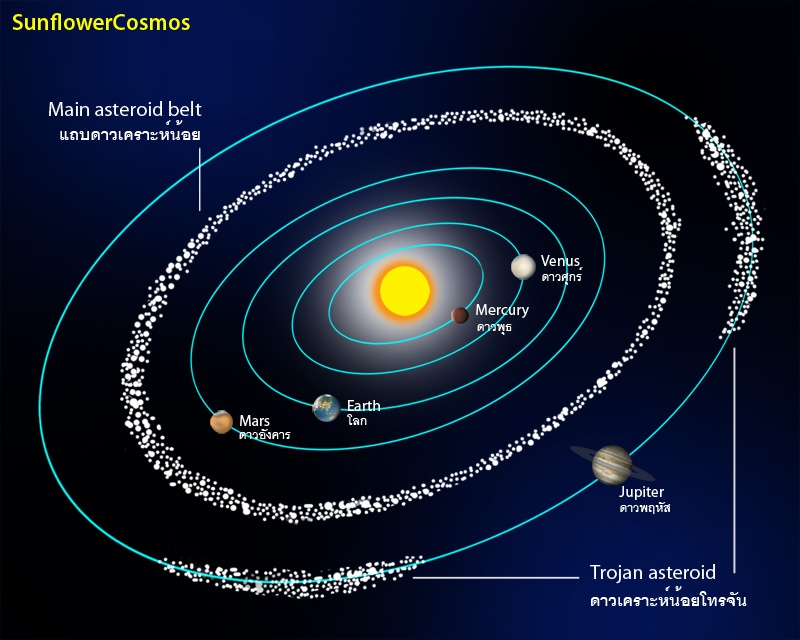 SunflowerCosmos
Main asteroid belt
แถบดาวเคราะห์น้อย
Venus
ดาวศุกร์
Mercury
ดาวพุธ
Earth
โลก
Mars
ดาวอังคาร
Jupiter
ดาวพฤหัส
Trojan asteroid
ดาวเคราะห์น้อยโทรจัน